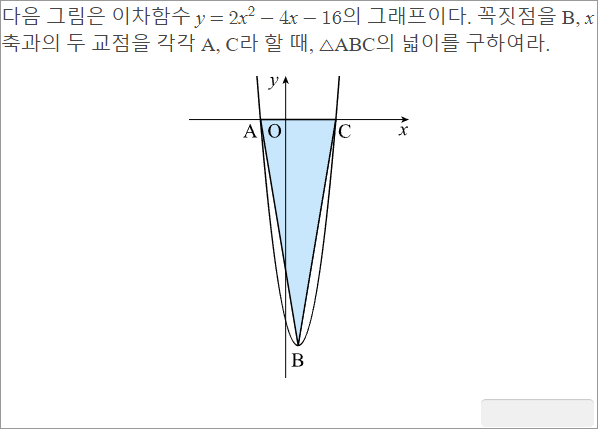 다음 그림은 이차함수 y = 2x² − 4x − 16의 그래프이다. 꼭짓점을 B, x
축과의 두 교점을 각각 A, C라 할 때, △ABC의 넓이를 구하여라.
y
A O C x
B